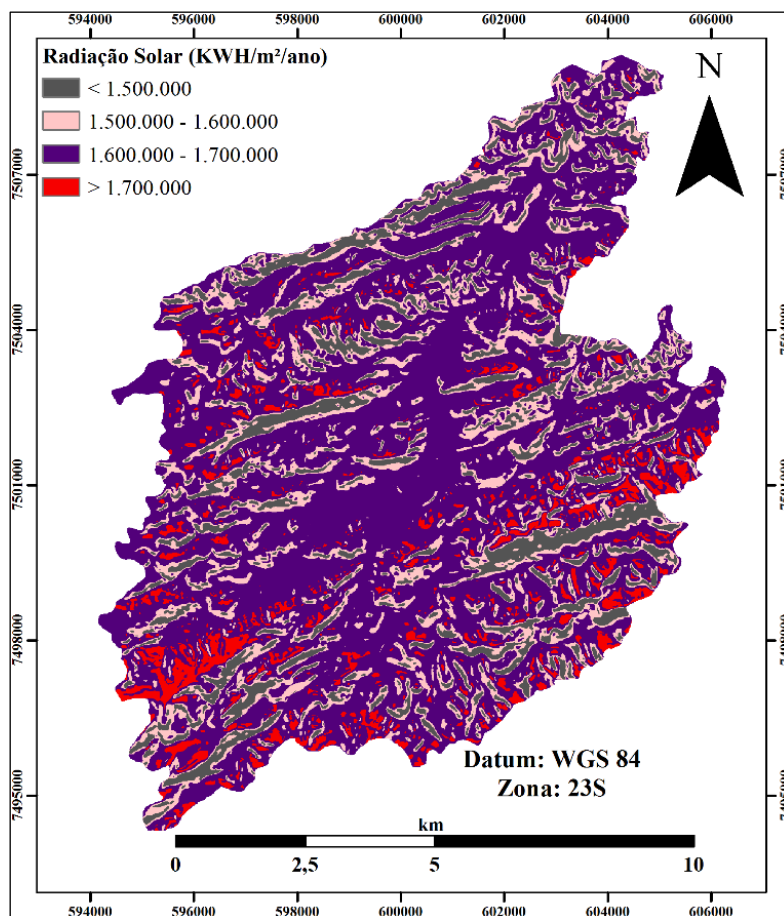 594000 596000 598000 600000 602000 604000 606000
Radiação Solar (KWH/m²/ano)
< 1.500.000
1.500.000 - 1.600.000
1.600.000 - 1.700.000
> 1.700.000
N
7507000 7507000
7504000
7501000
7498000
7495000
Datum: WGS 84
Zona: 23S
km
0 2,5 5 10
594000 596000 598000 600000 602000 604000 606000